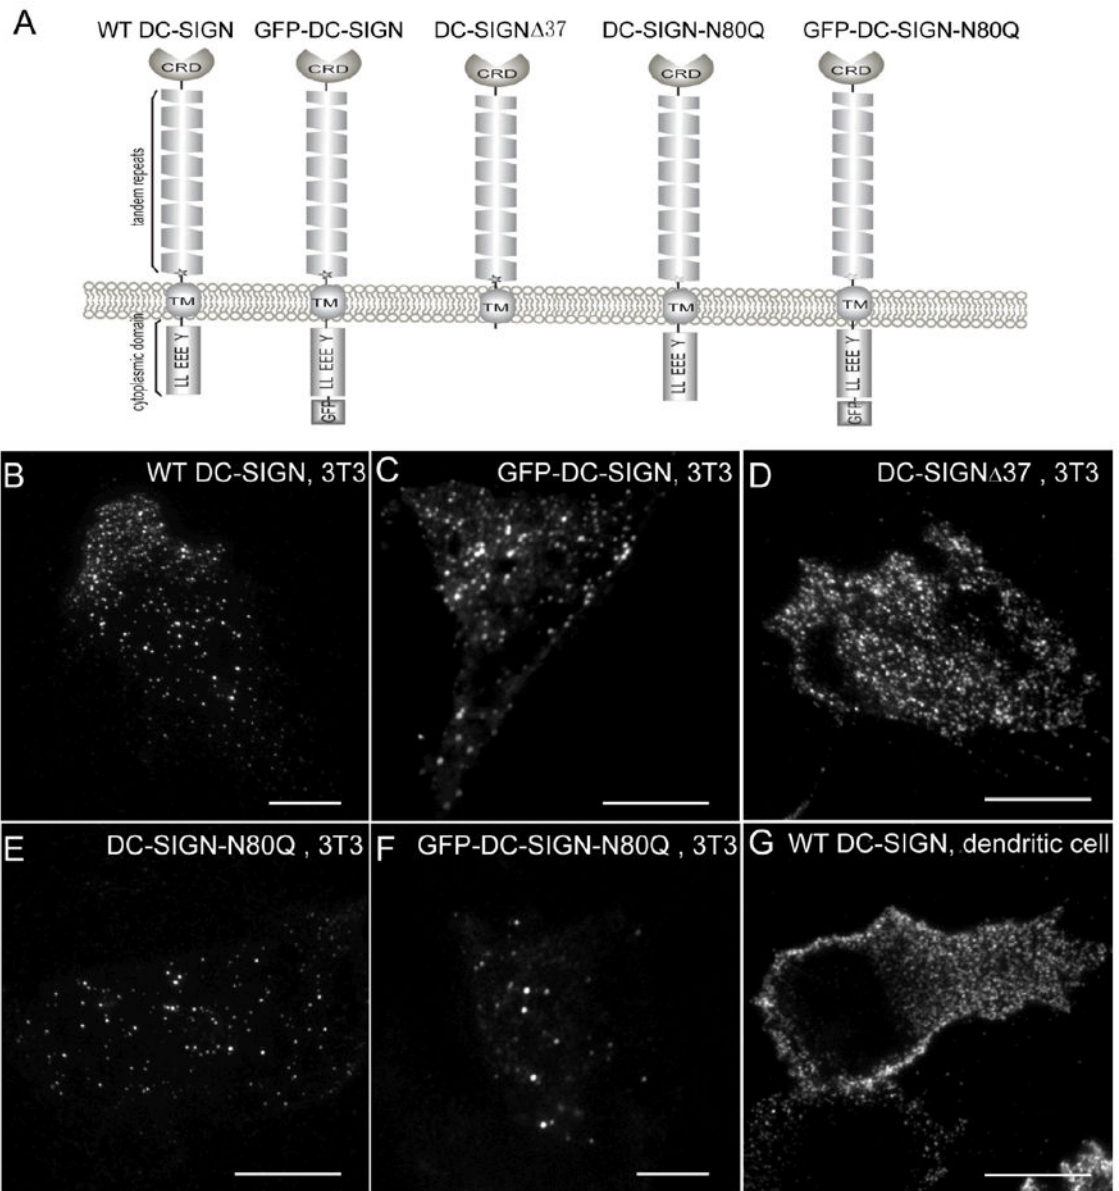 A
WT DC-SIGN GFP-DC-SIGN DC-SIGNΔ37 DC-SIGN-N80Q GFP-DC-SIGN-N80Q
CRD CRD CRD CRD CRD
tandem repeats
TM TM TM TM TM
cytoplasmic domain
LL EEE Y LL EEE Y LL EEE Y LL EEE Y
GFP- GFP-
B WT DC-SIGN, 3T3
C GFP-DC-SIGN, 3T3
D DC-SIGNΔ37 , 3T3
E DC-SIGN-N80Q , 3T3
F GFP-DC-SIGN-N80Q , 3T3
G WT DC-SIGN, dendritic cell